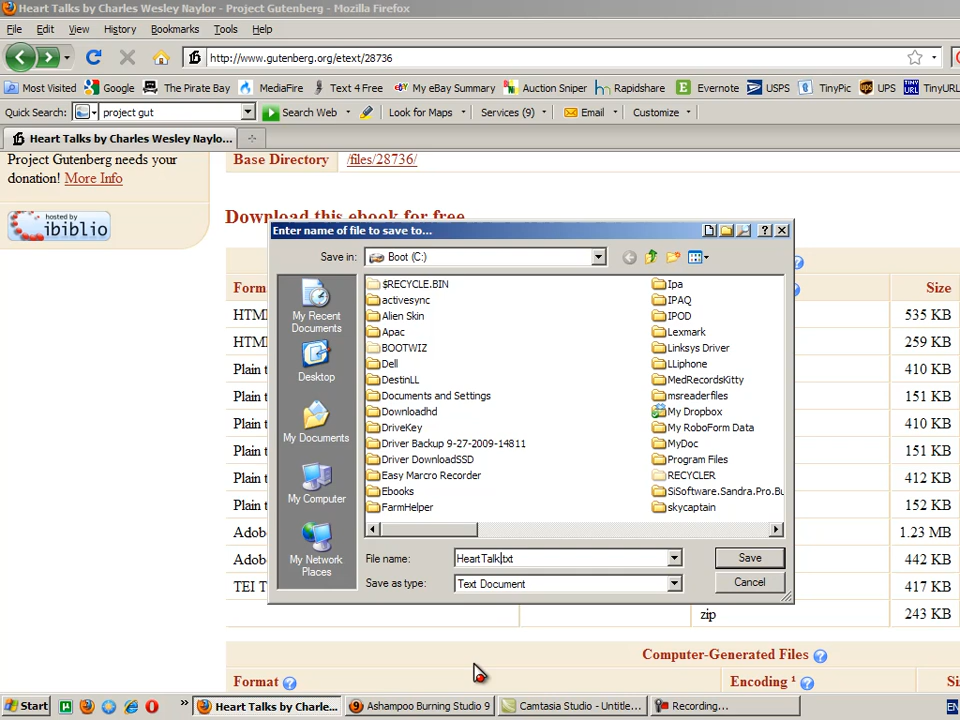 Heart Talks by Charles Wesley Naylor - Project Gutenberg - Mozilla Firefox
File Edit View History Bookmarks Tools Help
http://www.gutenberg.org/etext/28736
Most Visited Google The Pirate Bay MediaFire Text 4 Free My eBay Summary Auction Sniper Rapidshare Evernote USPS TinyPic UPS TinyURL
Quick Search: project gut Search Web Look for Maps Services (9) Email Customize
Heart Talks by Charles Wesley Naylo...
Project Gutenberg needs your
donation! More Info
hosted by
ibiblio
Base Directory /files/28736/
Download this ebook for free
Enter name of file to save to...
Save in: Boot (C:)
My Recent
Documents
Desktop
My Documents
My Computer
My Network
Places
$RECYCLE.BIN
activesync
Alien Skin
Apac
BOOTWIZ
Dell
DestinLL
Documents and Settings
Downloadhd
DriveKey
Driver Backup 9-27-2009-14811
Driver DownloadSSD
Easy Marcro Recorder
Ebooks
FarmHelper
Ipa
IPAQ
IPOD
Lexmark
Linksys Driver
LLiphone
MedRecordsKitty
msreaderfiles
My Dropbox
My RoboForm Data
MyDoc
Program Files
RECYCLER
SiSoftware.Sandra.Pro.Bu
skycaptain
File name: HeartTalk.txt Save
Save as type: Text Document Cancel
Form
HTM
HTM
Plain t
Plain t
Plain t
Plain t
Plain t
Plain t
Adob
Adob
TEI T
Size
535 KB
259 KB
410 KB
151 KB
410 KB
151 KB
412 KB
152 KB
1.23 MB
442 KB
417 KB
zip 243 KB
Computer-Generated Files
Format Encoding ¹ Si
Start Heart Talks by Charle... Ashampoo Burning Studio 9 Camtasia Studio - Untitle... Recording... EN